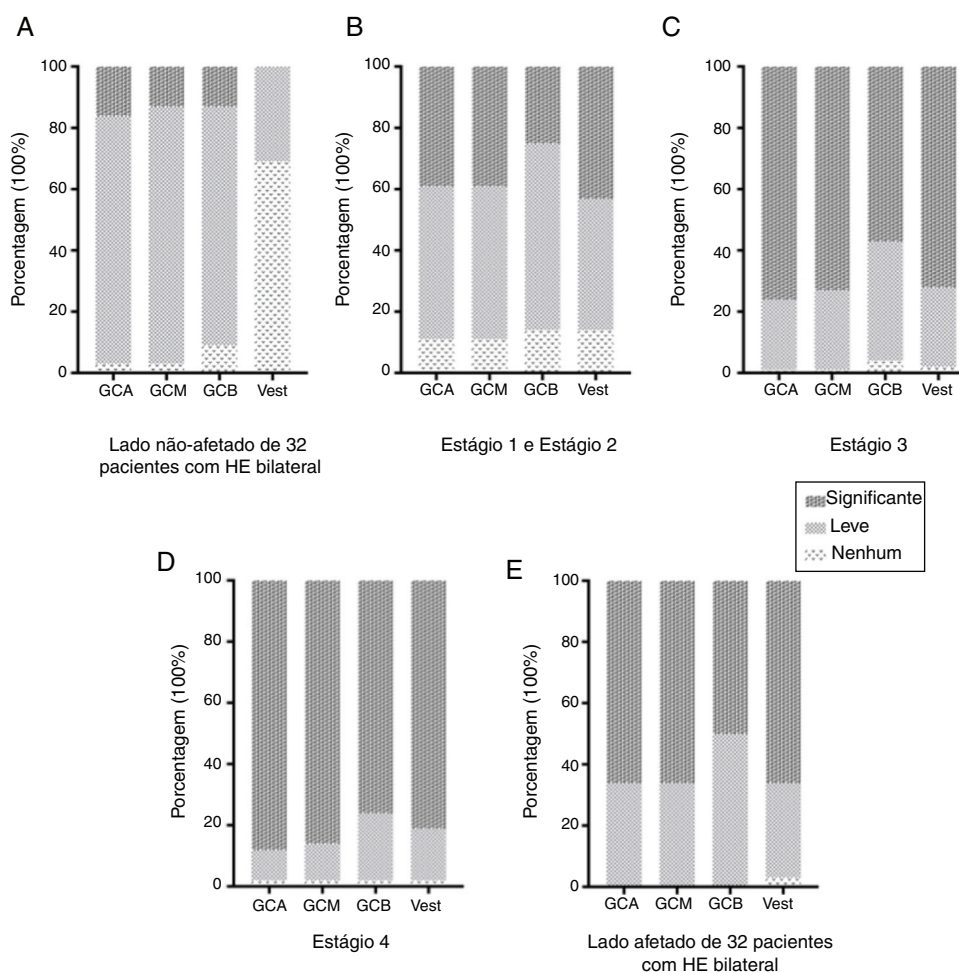 A
Porcentagem (100%)
100
80
60
40
20
0
GCA GCM GCB Vest
Lado não-afetado de 32
pacientes com HE bilateral
B
Porcentagem (100%)
100
80
60
40
20
0
GCA GCM GCB Vest
Estágio 1 e Estágio 2
C
Porcentagem (100%)
100
80
60
40
20
0
GCA GCM GCB Vest
Estágio 3
Significante
Leve
Nenhum
D
Porcentagem (100%)
100
80
60
40
20
0
GCA GCM GCB Vest
Estágio 4
E
Porcentagem (100%)
100
80
60
40
20
0
GCA GCM GCB Vest
Lado afetado de 32 pacientes
com HE bilateral